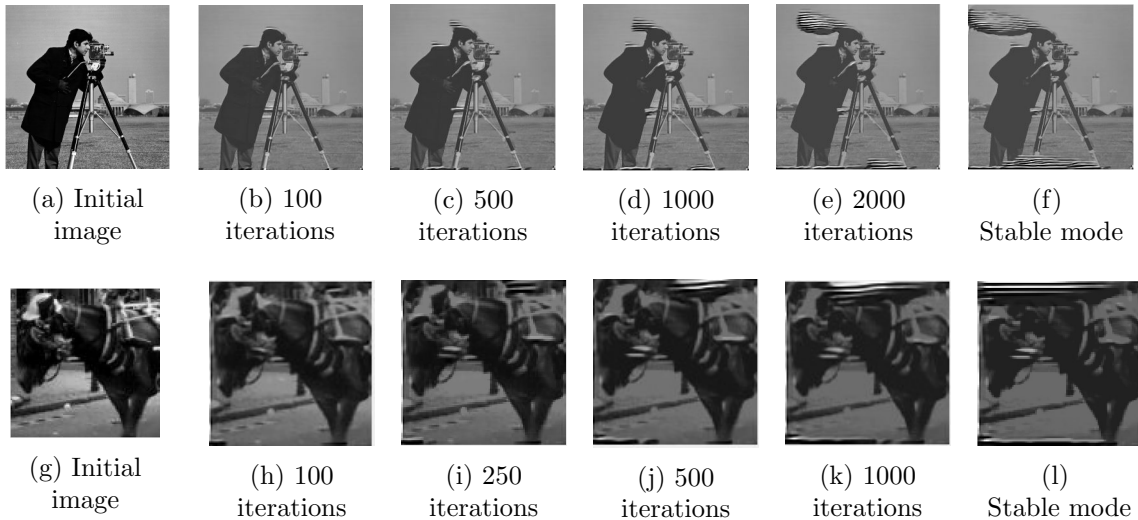 (a) Initial
image
(b) 100
iterations
(c) 500
iterations
(d) 1000
iterations
(e) 2000
iterations
(f)
Stable mode
(g) Initial
image
(h) 100
iterations
(i) 250
iterations
(j) 500
iterations
(k) 1000
iterations
(l)
Stable mode